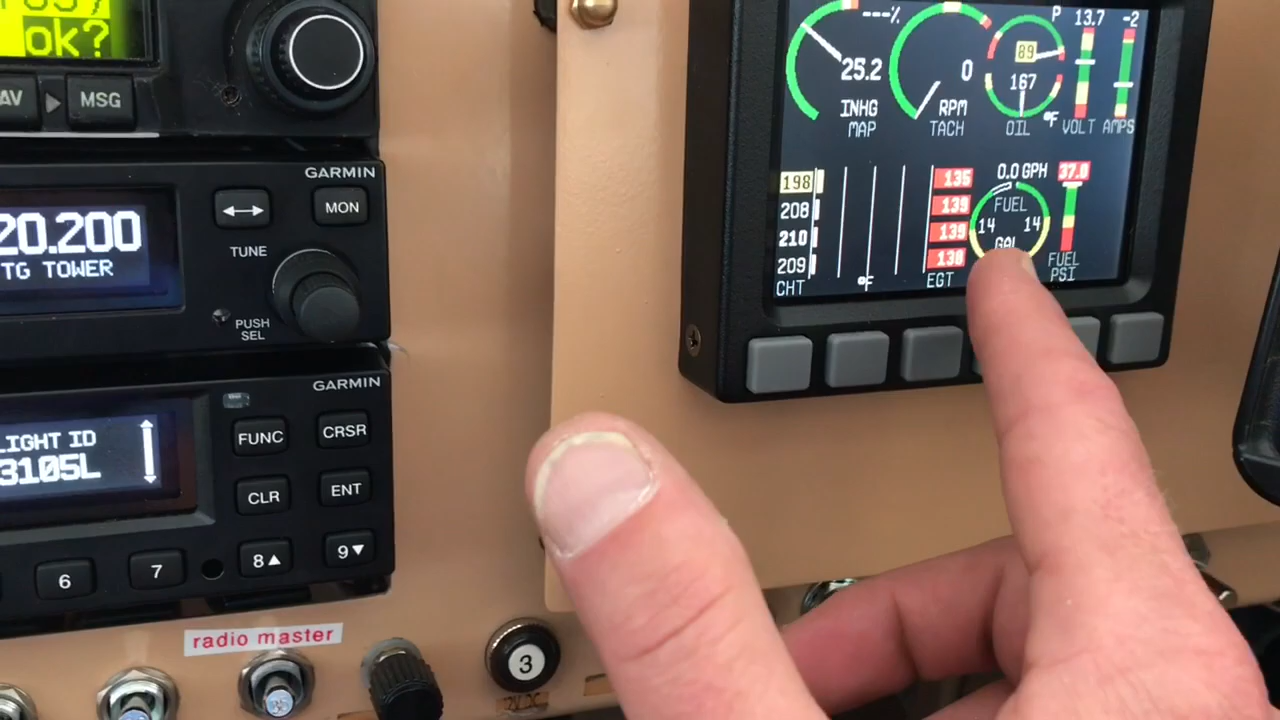 ok?
AV
MSG
GARMIN
MON
20.200
TG TOWER
TUNE
PUSH
SEL
GARMIN
LIGHT ID
3105L
FUNC
CRSR
CLR
ENT
6
7
8▲
9▼
radio master
3
---%
25.2
INHG
MAP
0
RPM
TACH
P
89
167
°F
OIL
13.7
VOLT
-2
AMPS
198
208
210
209
CHT
°F
135
139
139
138
EGT
0.0 GPH
FUEL
14 14
GAL
37.0
FUEL
PSI